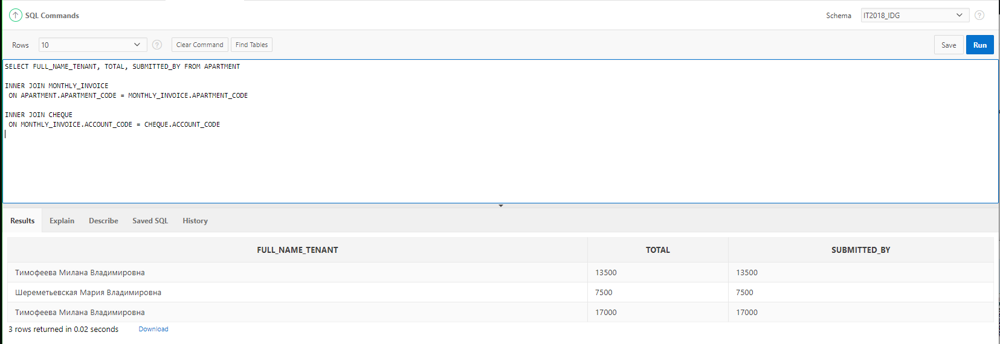 SQL Commands
Schema
IT2018_IDG
Rows
10
Clear Command
Find Tables
Save
Run
SELECT FULL_NAME_TENANT, TOTAL, SUBMITTED_BY FROM APARTMENT
INNER JOIN MONTHLY_INVOICE
ON APARTMENT.APARTMENT_CODE = MONTHLY_INVOICE.APARTMENT_CODE
INNER JOIN CHEQUE
ON MONTHLY_INVOICE.ACCOUNT_CODE = CHEQUE.ACCOUNT_CODE
Results Explain Describe Saved SQL History
FULL_NAME_TENANT TOTAL SUBMITTED_BY
Тимофеева Милана Владимировна 13500 13500
Шереметьевская Мария Владимировна 7500 7500
Тимофеева Милана Владимировна 17000 17000
3 rows returned in 0.02 seconds Download